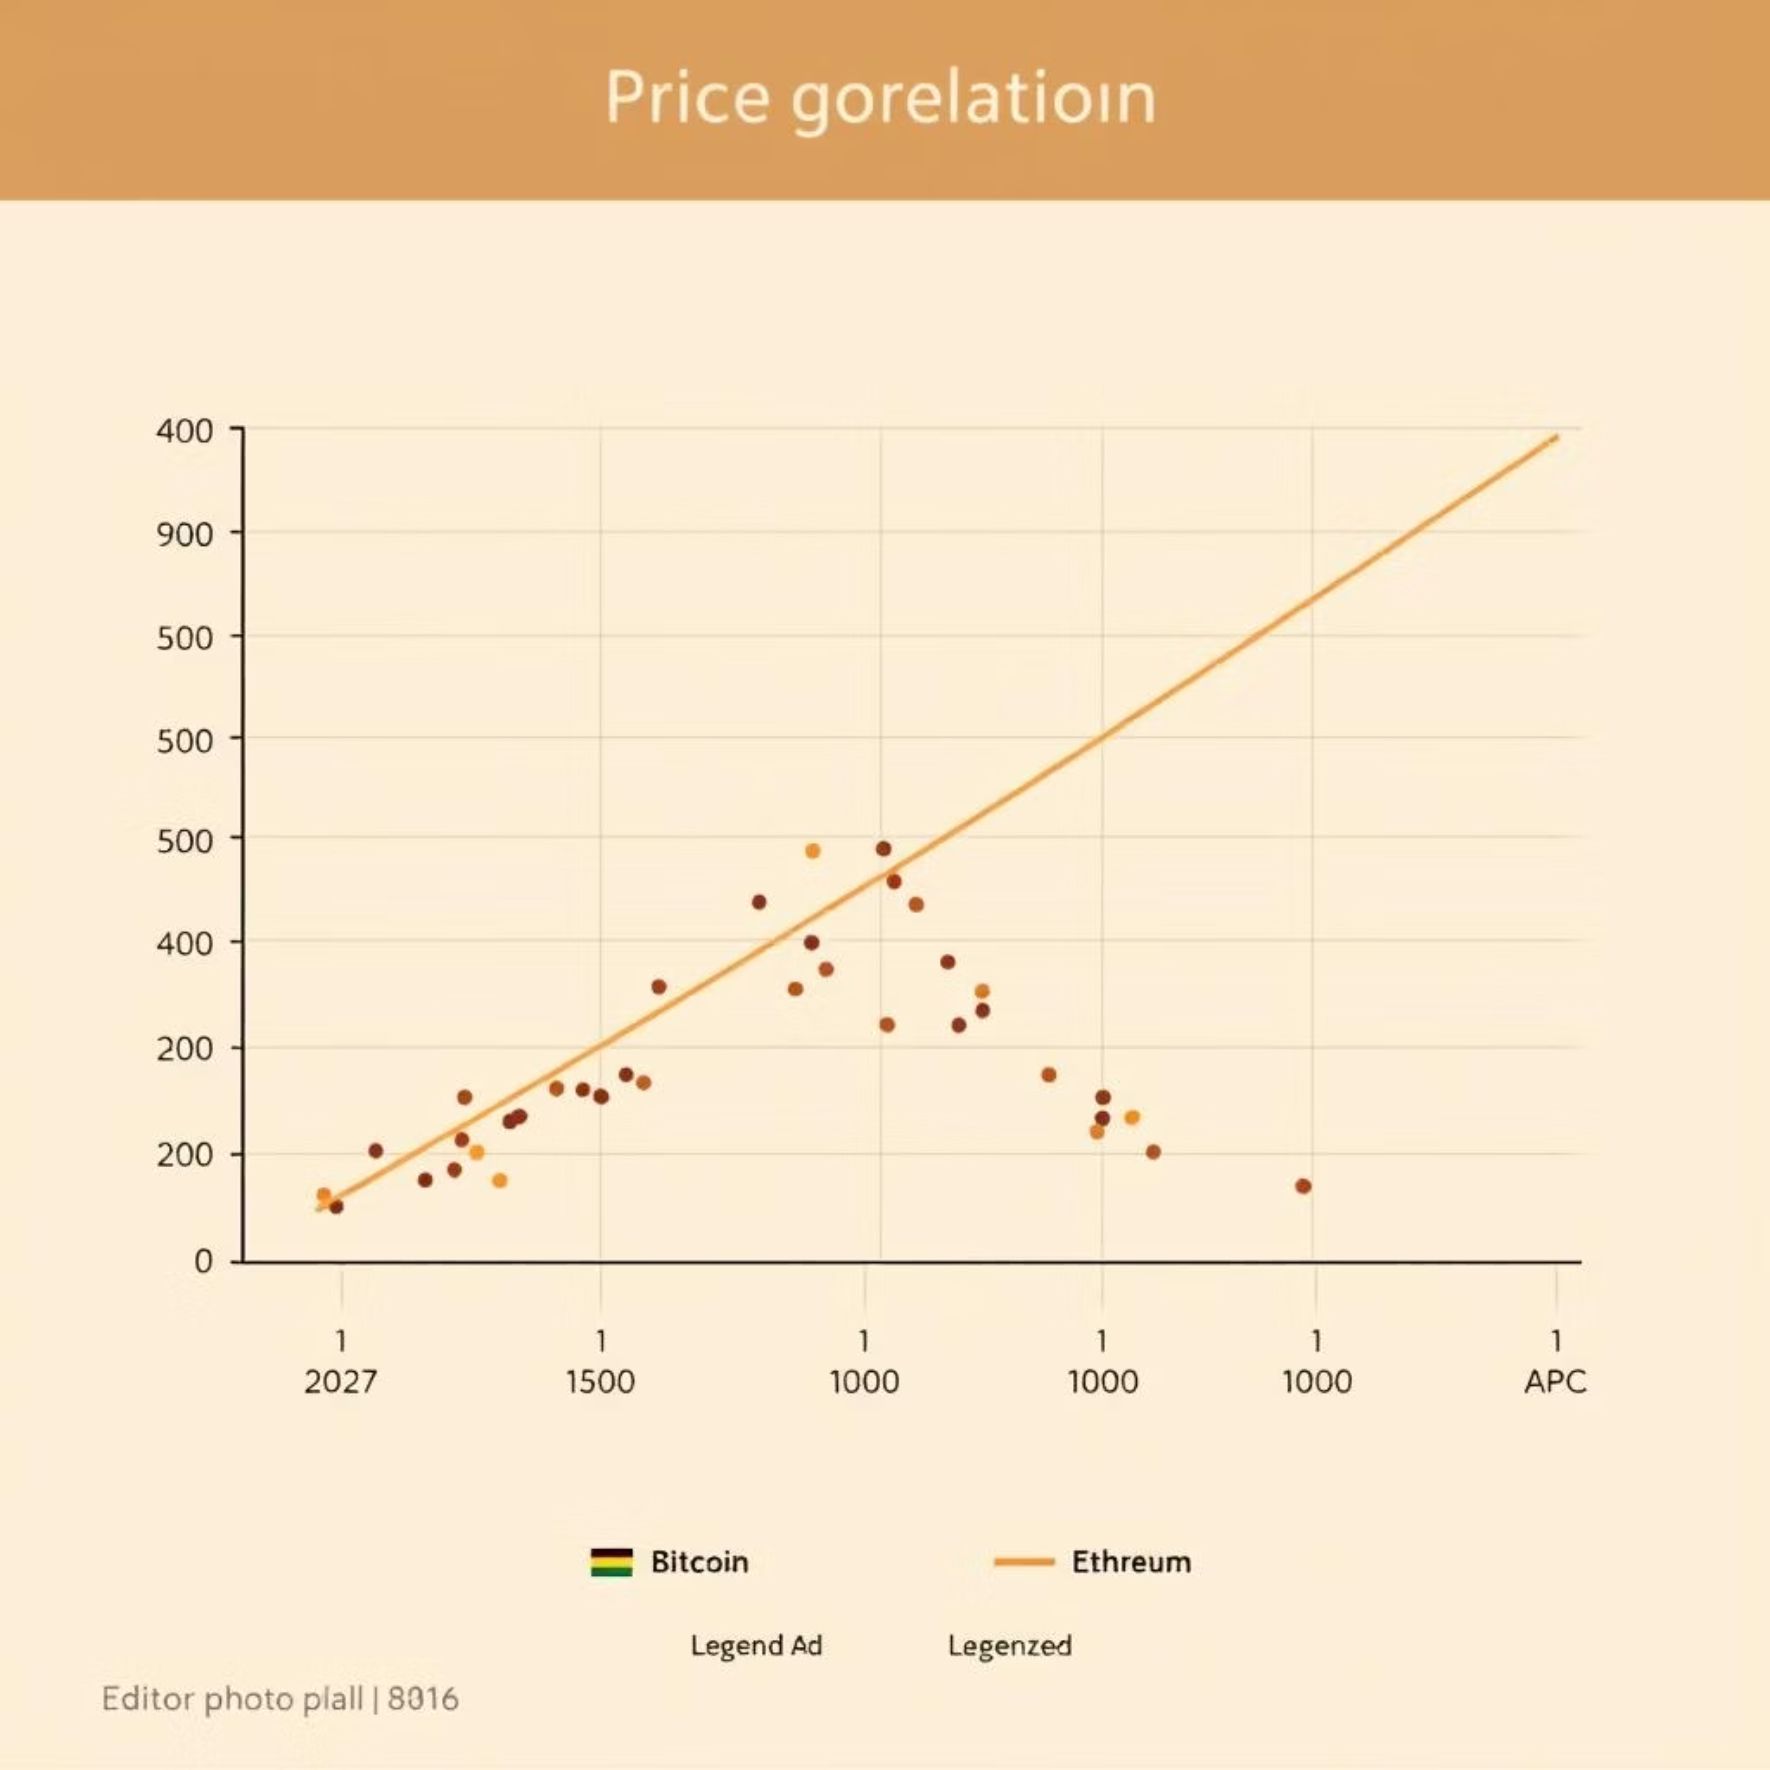 Price gorelatioın
400
900
500
500
500
400
200
200
0
1 1 1 1 1 1
2027 1500 1000 1000 1000 APC
Bitcoin Ethreum
Legend Ad Legenzed
Editor photo plall | 8016